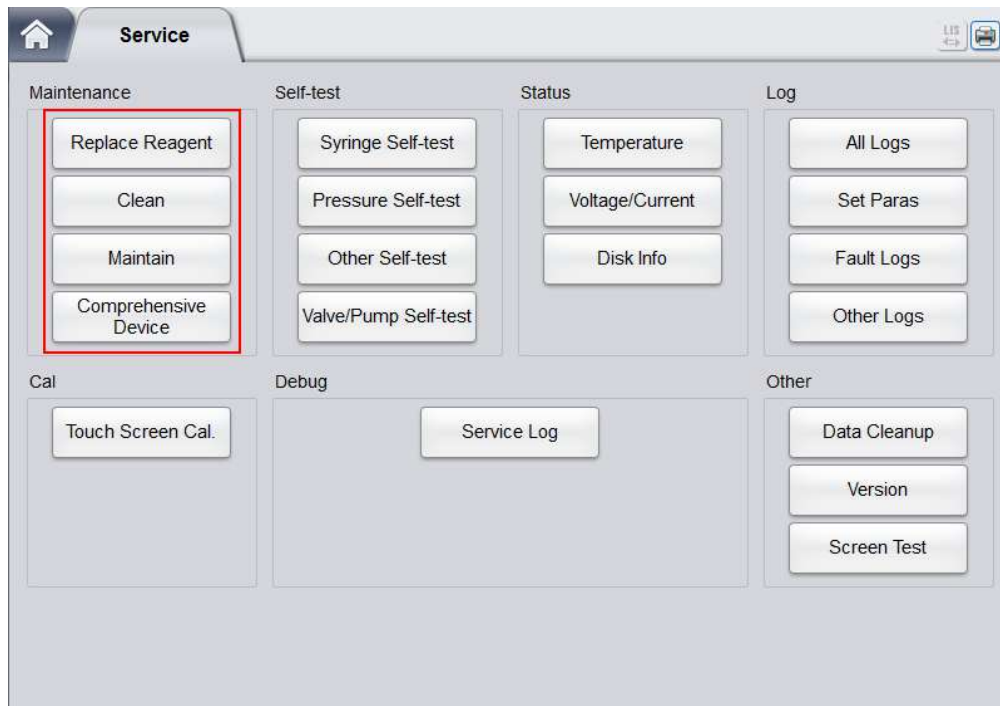 Service
LIS
Maintenance
Replace Reagent
Clean
Maintain
Comprehensive
Device
Self-test
Syringe Self-test
Pressure Self-test
Other Self-test
Valve/Pump Self-test
Status
Temperature
Voltage/Current
Disk Info
Log
All Logs
Set Paras
Fault Logs
Other Logs
Cal
Touch Screen Cal.
Debug
Service Log
Other
Data Cleanup
Version
Screen Test